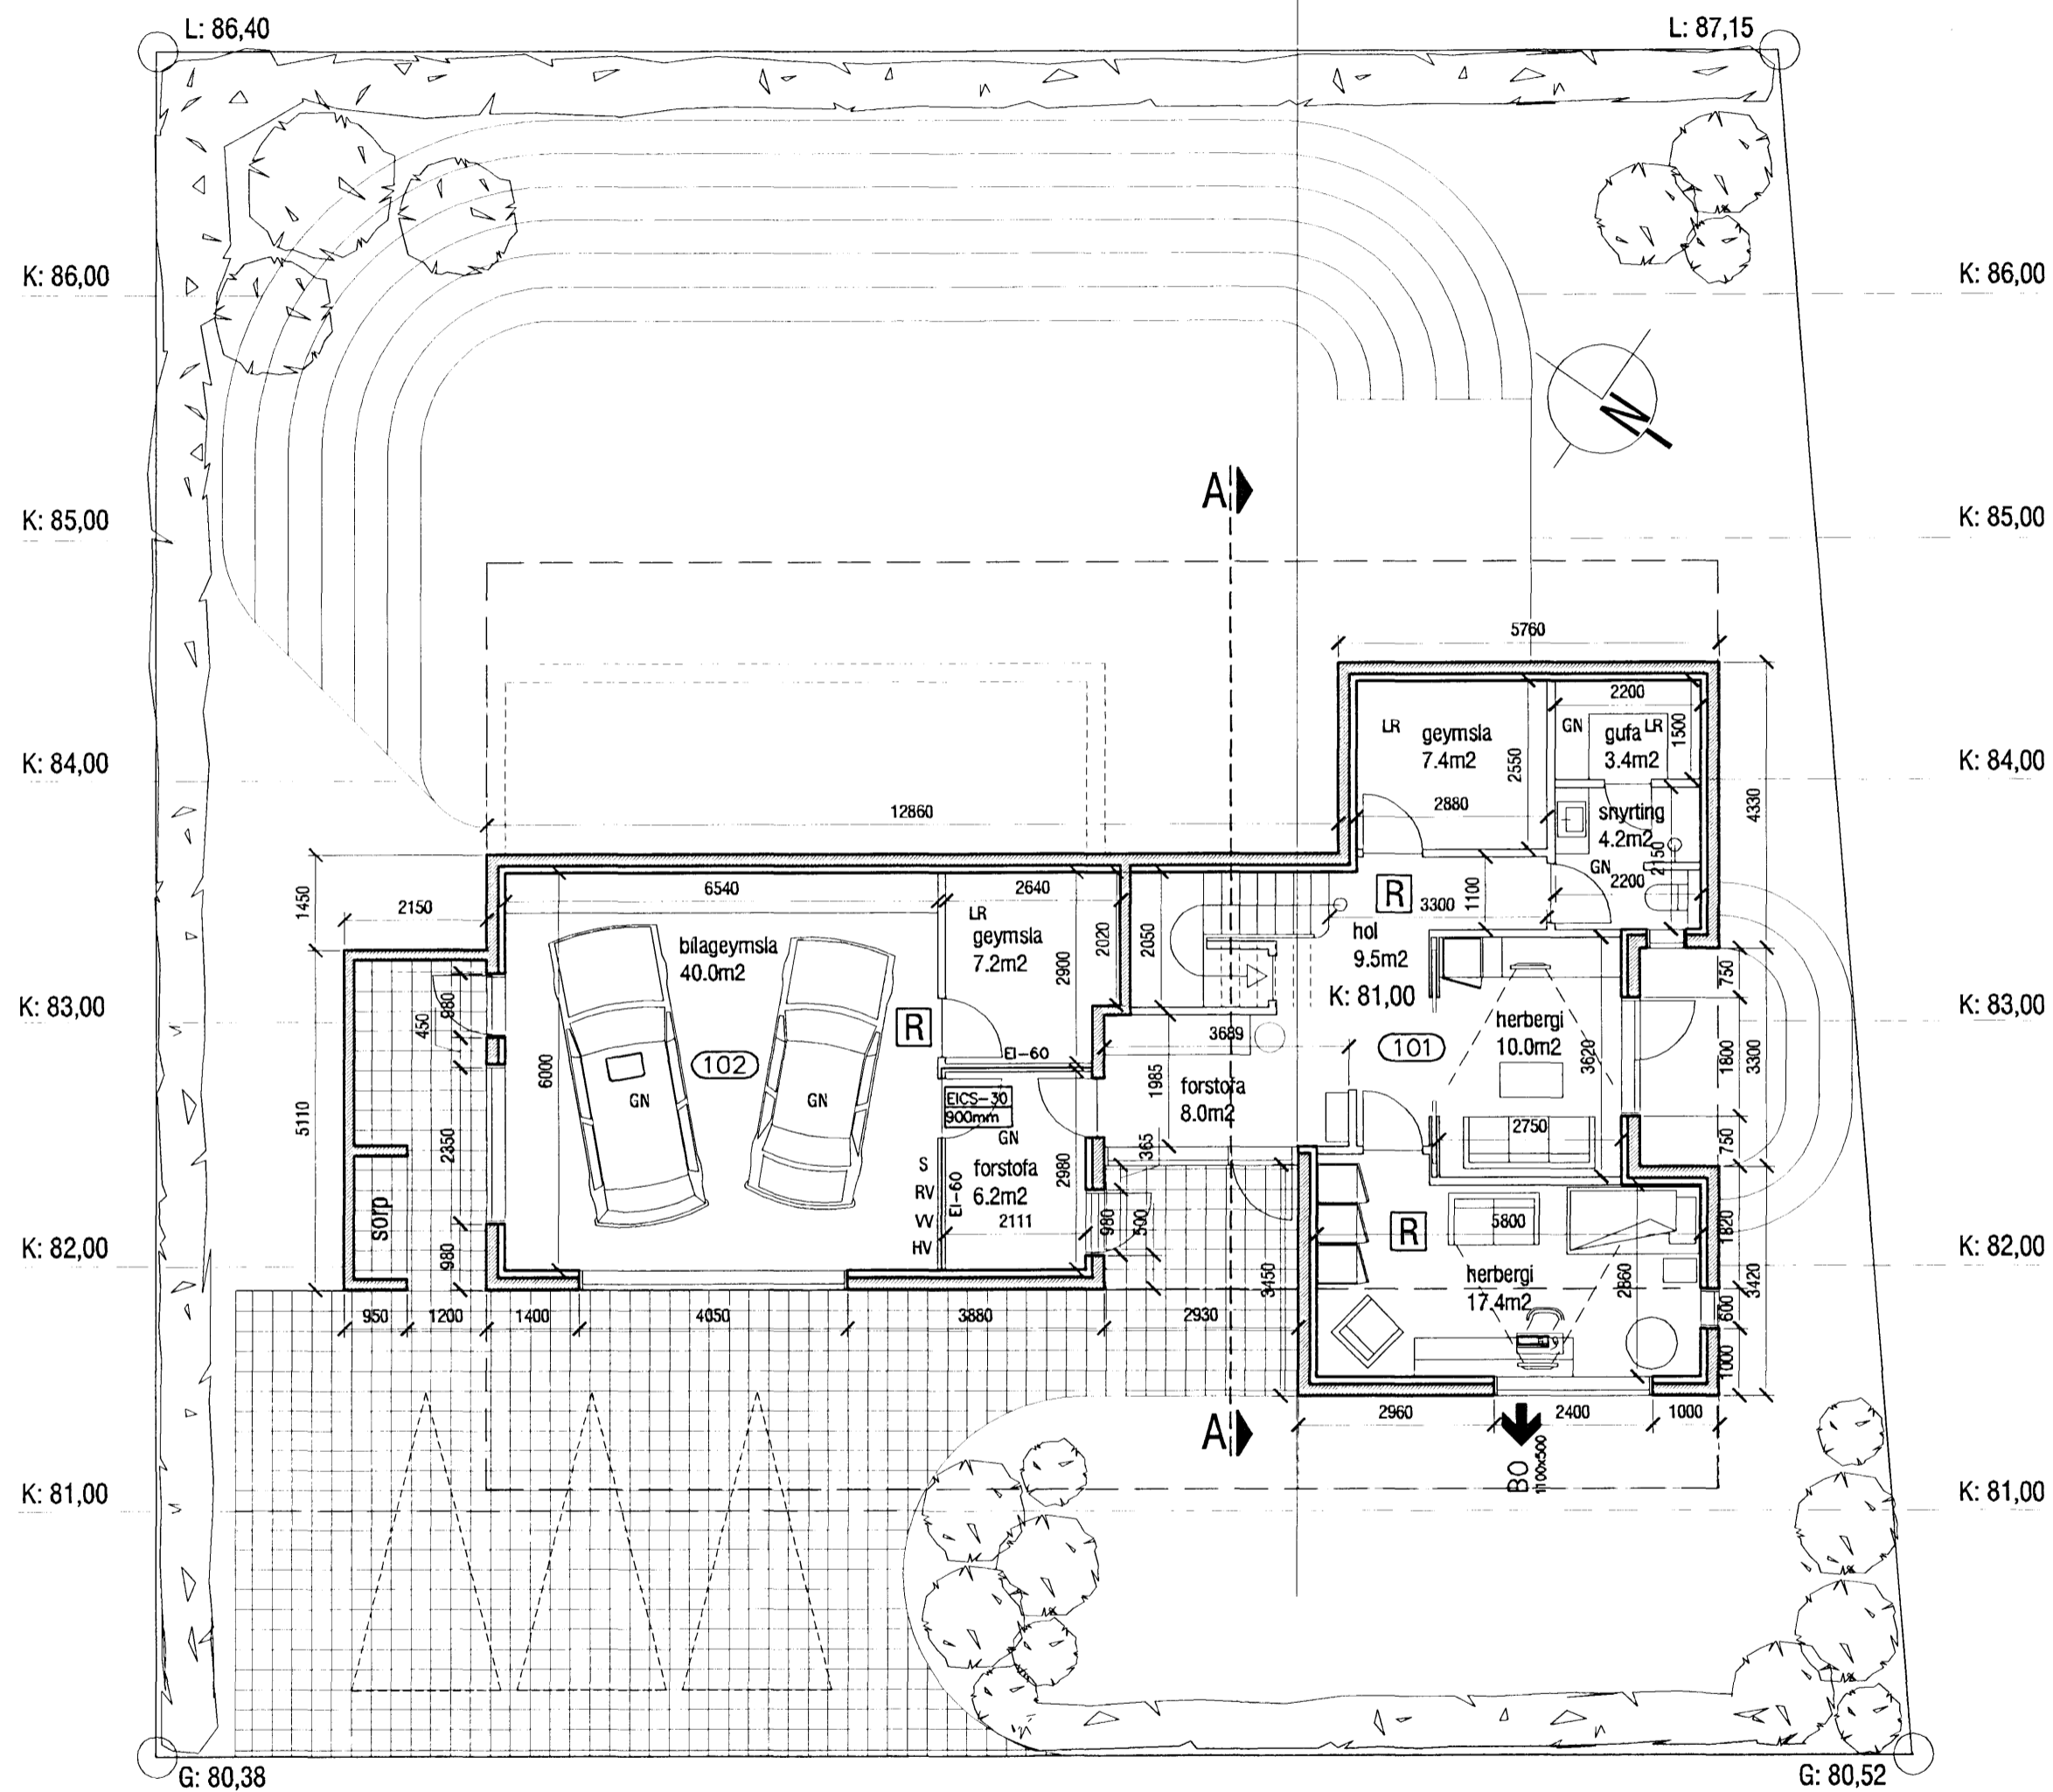 L: 86,40
L: 87,15
K: 86,00
K: 86,00
N
A
K: 85,00
K: 85,00
5760
2200
LR
geymsla
7.4m2
2550
GN
gufa
LR
3.4m2
1500
K: 84,00
K: 84,00
12860
2880
snyrting
4.2m2
4330
2150
GN
2200
1450
2150
6540
2640
R
3300
1100
bílageymsla
40.0m2
LR
geymsla
7.2m2
2900
2020
2050
hol
9.5m2
K: 81,00
750
K: 83,00
K: 83,00
980
450
R
3689
101
herbergi
10.0m2
3620
1800
3300
EI-60
102
6000
5110
GN
GN
EICS-30
900mm
GN
1985
forstofa
8.0m2
2750
750
2350
365
S
RV
VV
HV
EI-60
forstofa
6.2m2
2980
2111
sorp
980
980
500
R
5800
1820
K: 82,00
K: 82,00
3450
herbergi
17.4m2
2860
3420
600
950
1200
1400
4050
3880
2930
1000
A
2960
2400
1000
BO
1100x500
K: 81,00
K: 81,00
G: 80,38
G: 80,52